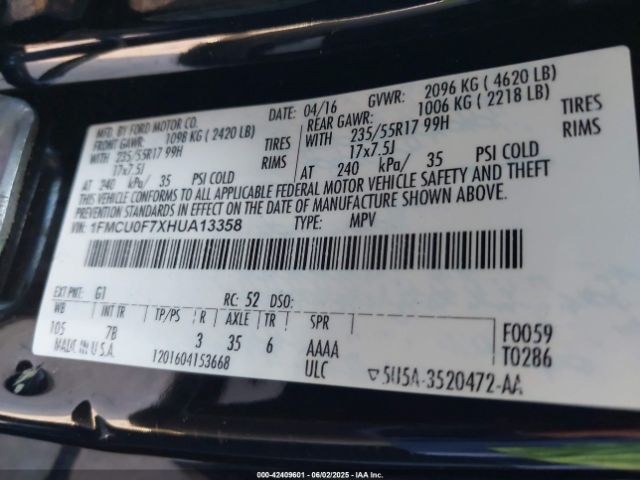 MFD. BY FORD MOTOR CO. DATE: 04/16 GVWR: 2096 KG ( 4620 LB)
FRONT GAWR: 1098 KG ( 2420 LB) REAR GAWR: 1006 KG ( 2218 LB)
WITH 235/55R17 99H TIRES WITH 235/55R17 99H TIRES
17x7.5J RIMS 17x7.5J RIMS
AT 240 kPa/ 35 PSI COLD AT 240 kPa/ 35 PSI COLD
THIS VEHICLE CONFORMS TO ALL APPLICABLE FEDERAL MOTOR VEHICLE SAFETY AND THEFT
PREVENTION STANDARDS IN EFFECT ON THE DATE OF MANUFACTURE SHOWN ABOVE.
VIN: 1FMCU0F7XHUA13358 TYPE: MPV
EXT PNT: G1 RC: 52 DSO:
WB INT TR TP/PS R AXLE TR SPR
105 7B 3 35 6 AAAA F0059
MADE IN U.S.A. 1201604153668 ULC T0286
5U5A-3520472-AA
000-42409601 - 06/02/2025 - IAA Inc.